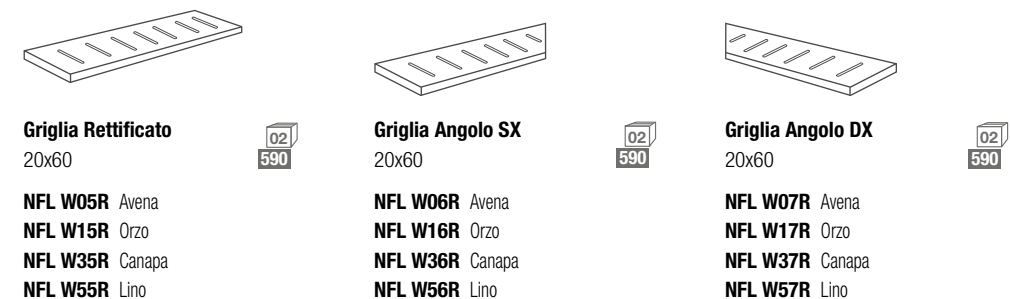 Griglia Rettificato
20x60
02
590
NFL W05R Avena
NFL W15R Orzo
NFL W35R Canapa
NFL W55R Lino
Griglia Angolo SX
20x60
02
590
NFL W06R Avena
NFL W16R Orzo
NFL W36R Canapa
NFL W56R Lino
Griglia Angolo DX
20x60
02
590
NFL W07R Avena
NFL W17R Orzo
NFL W37R Canapa
NFL W57R Lino